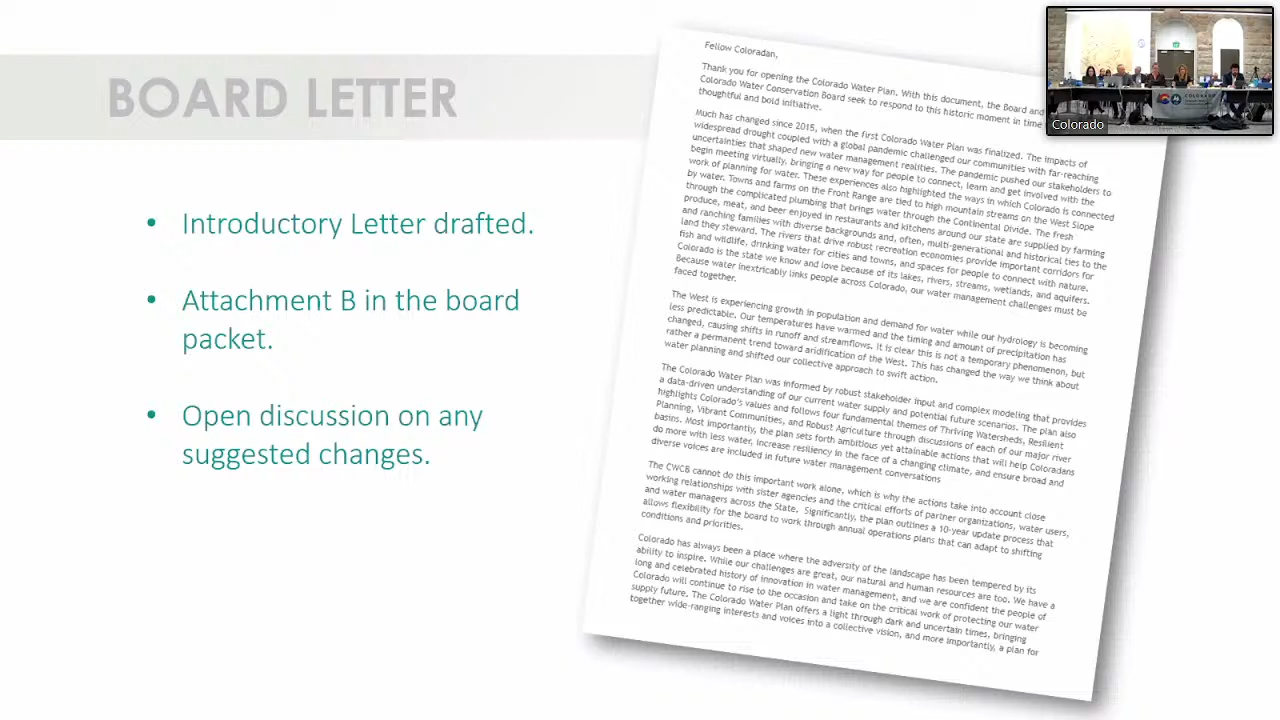 BOARD LETTER
• Introductory Letter drafted.
• Attachment B in the board
packet.
• Open discussion on any
suggested changes.
Fellow Coloradan,
Thank you for opening the Colorado Water Plan. With this document, the Board and
Colorado Water Conservation Board seek to respond to this historic moment in time
thoughtful and bold initiative.
Much has changed since 2015, when the first Colorado Water Plan was finalized. The impacts of
widespread drought coupled with a global pandemic challenged our communities with far-reaching
uncertainties that shaped new water management realities. The pandemic pushed our stakeholders to
begin meeting virtually, bringing a new way for people to connect, learn and get involved with the
work of planning for water. These experiences also highlighted the ways in which Colorado is connected
by water. Towns and farms on the Front Range are tied to high mountain streams on the West Slope
through the complicated plumbing that brings water through the Continental Divide. The fresh
produce, meat, and beer enjoyed in restaurants and kitchens around our state are supplied by farming
and ranching families with diverse backgrounds and, often, multi-generational and historical ties to the
land they steward. The rivers that drive robust recreation economies provide important corridors for
fish and wildlife, drinking water for cities and towns, and spaces for people to connect with nature.
Colorado is the state we know and love because of its lakes, rivers, streams, wetlands, and aquifers.
Because water inextricably links people across Colorado, our water management challenges must be
faced together.
The West is experiencing growth in population and demand for water while our hydrology is becoming
less predictable. Our temperatures have warmed and the timing and amount of precipitation has
changed, causing shifts in runoff and streamflows. It is clear this is not a temporary phenomenon, but
rather a permanent trend toward aridification of the West. This has changed the way we think about
water planning and shifted our collective approach to swift action.
The Colorado Water Plan was informed by robust stakeholder input and complex modeling that provides
a data-driven understanding of our current water supply and potential future scenarios. The plan also
highlights Colorado's values and follows four fundamental themes of Thriving Watersheds, Resilient
Planning, Vibrant Communities, and Robust Agriculture through discussions of each of our major river
basins. Most importantly, the plan sets forth ambitious yet attainable actions that will help Coloradans
do more with less water, increase resiliency in the face of a changing climate, and ensure broad and
diverse voices are included in future water management conversations
The CWCB cannot do this important work alone, which is why the actions take into account close
working relationships with sister agencies and the critical efforts of partner organizations, water users,
and water managers across the State. Significantly, the plan outlines a 10-year update process that
allows flexibility for the board to work through annual operations plans that can adapt to shifting
conditions and priorities.
Colorado has always been a place where the adversity of the landscape has been tempered by its
ability to inspire. While our challenges are great, our natural and human resources are too. We have a
long and celebrated history of innovation in water management, and we are confident the people of
Colorado will continue to rise to the occasion and take on the critical work of protecting our water
supply future. The Colorado Water Plan offers a light through dark and uncertain times, bringing
together wide-ranging interests and voices into a collective vision, and more importantly, a plan for
COLORADO
Colorado